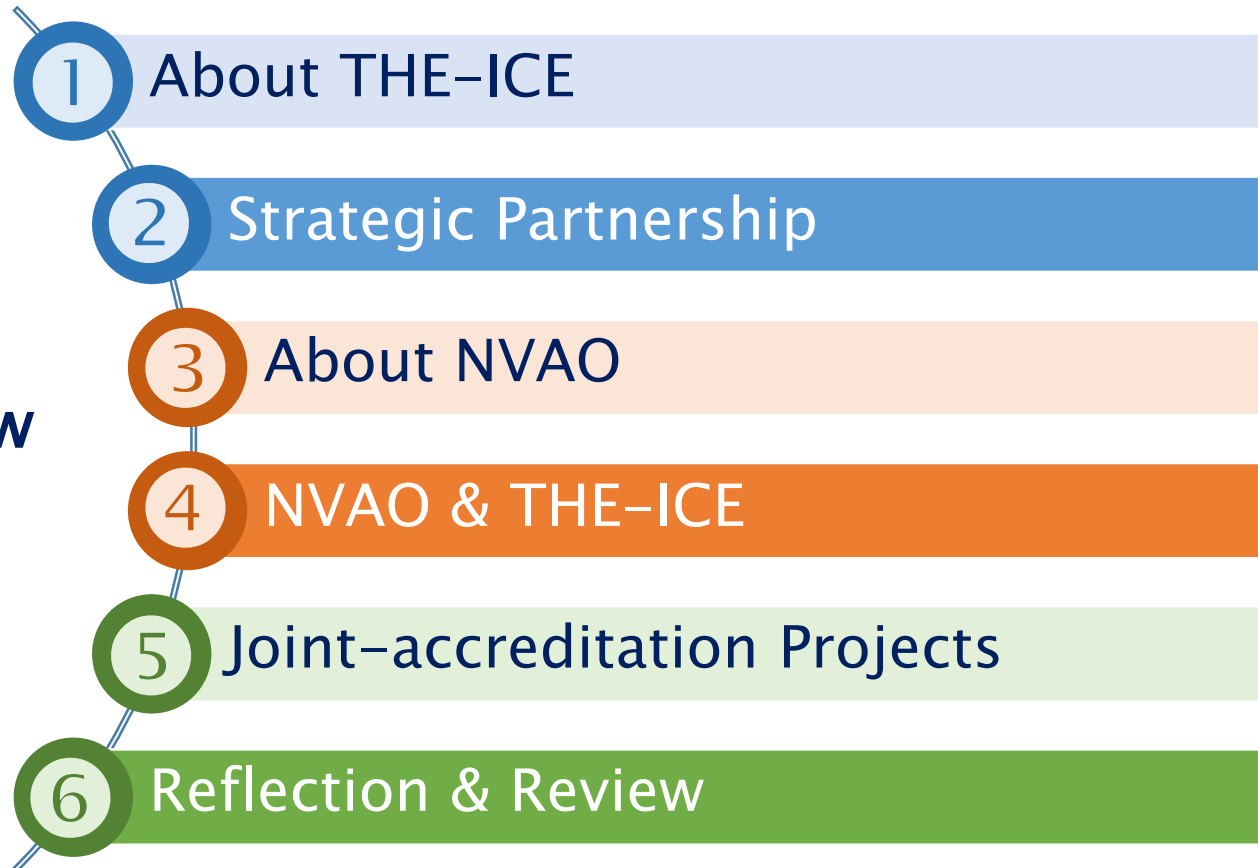 1 About THE-ICE
2 Strategic Partnership
3 About NVAO
4 NVAO & THE-ICE
5 Joint-accreditation Projects
6 Reflection & Review